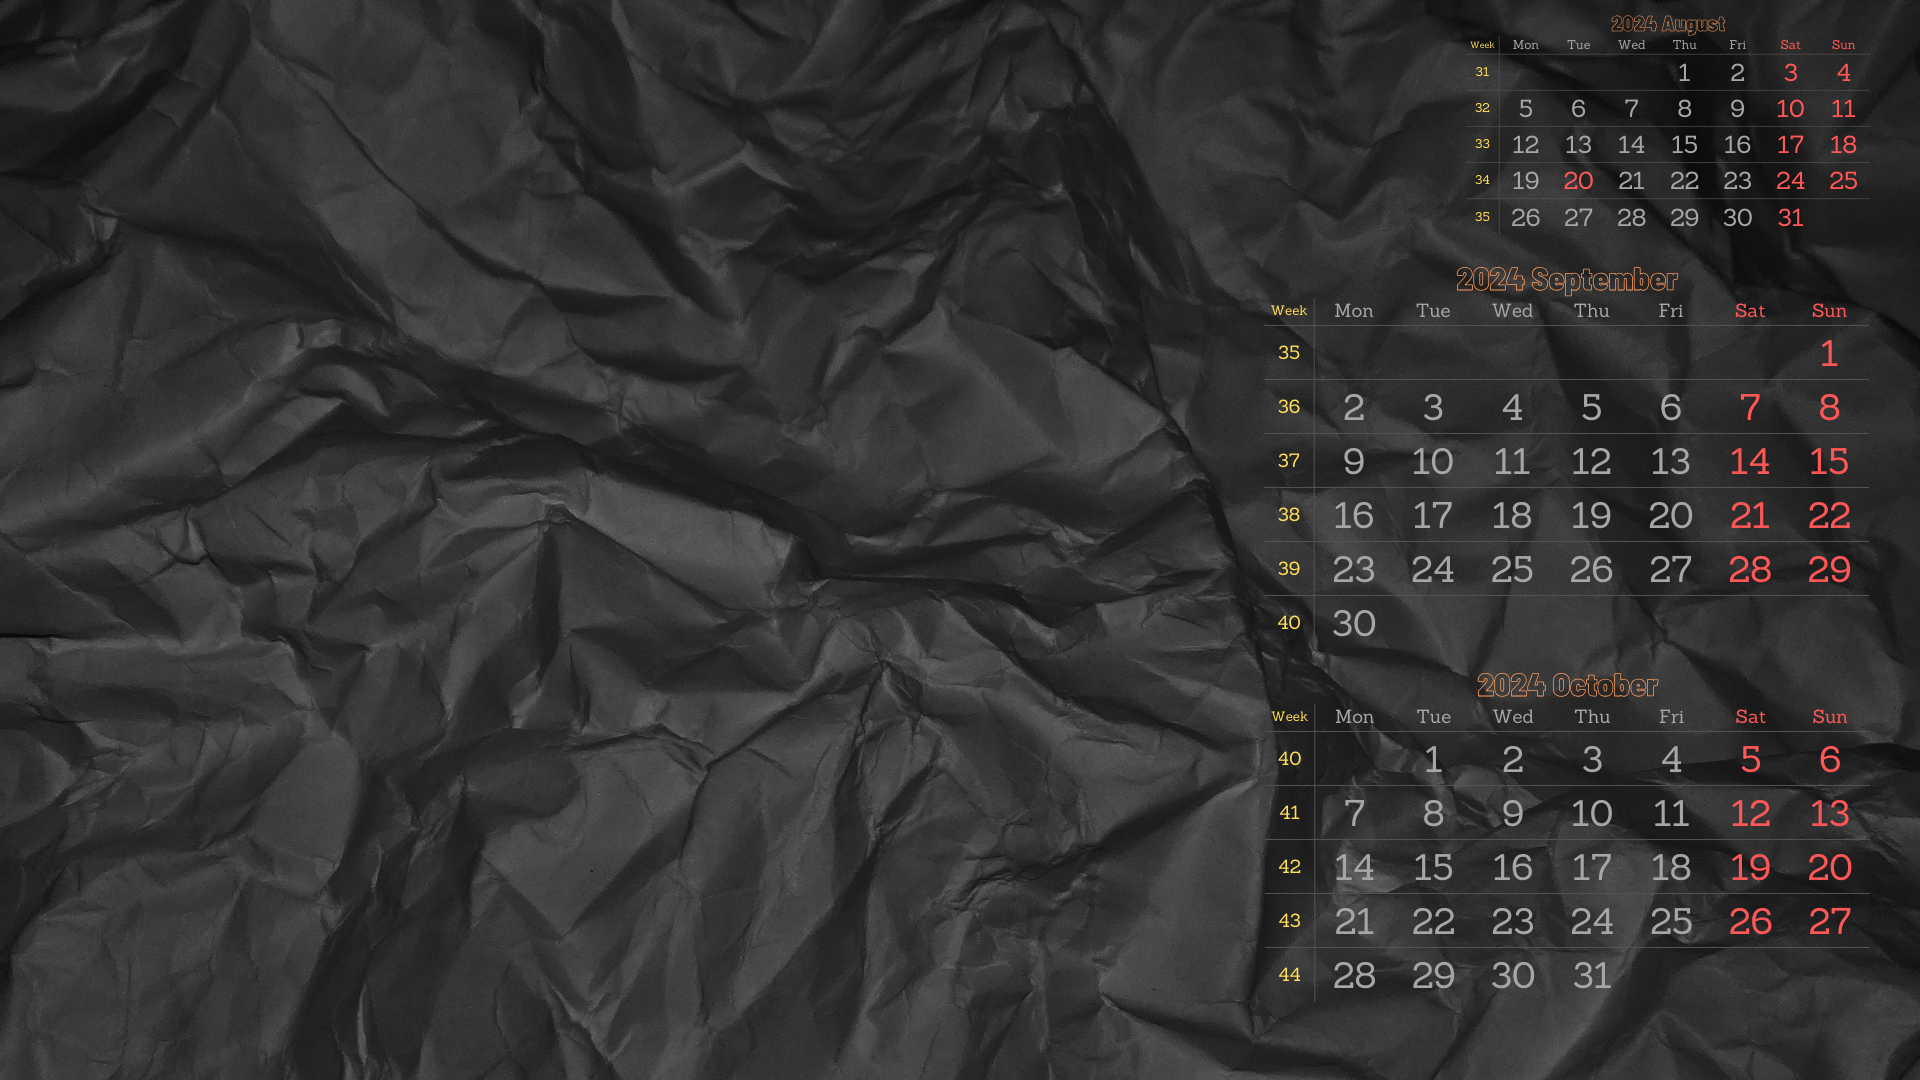 2024 August
Week Mon Tue Wed Thu Fri Sat Sun
31 1 2 3 4
32 5 6 7 8 9 10 11
33 12 13 14 15 16 17 18
34 19 20 21 22 23 24 25
35 26 27 28 29 30 31
2024 September
Week Mon Tue Wed Thu Fri Sat Sun
35 1
36 2 3 4 5 6 7 8
37 9 10 11 12 13 14 15
38 16 17 18 19 20 21 22
39 23 24 25 26 27 28 29
40 30
2024 October
Week Mon Tue Wed Thu Fri Sat Sun
40 1 2 3 4 5 6
41 7 8 9 10 11 12 13
42 14 15 16 17 18 19 20
43 21 22 23 24 25 26 27
44 28 29 30 31